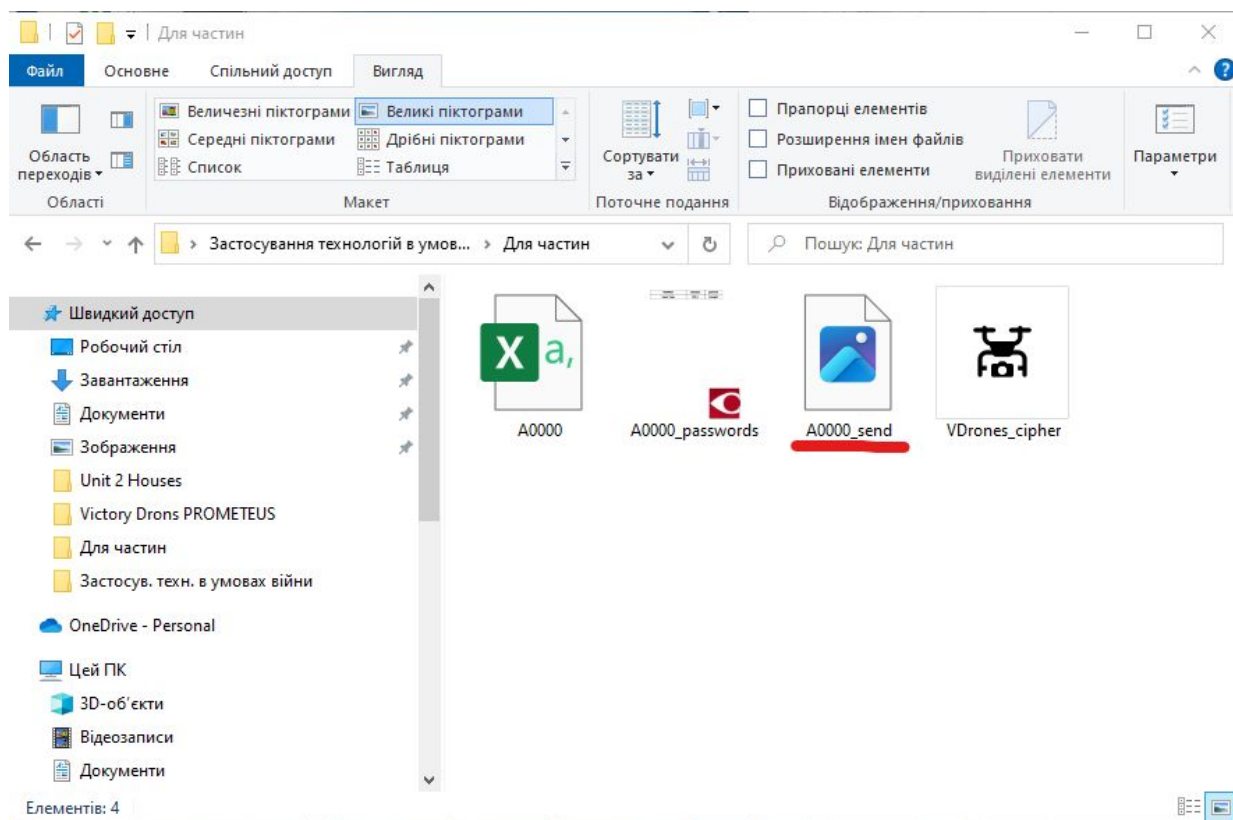 Для частин
Файл Основне Спільний доступ Вигляд
Величезні піктограми Великі піктограми
Середні піктограми Дрібні піктограми
Список Таблиця
Область переходів
Області
Макет
Сортувати за
Поточне подання
Прапорці елементів
Розширення імен файлів
Приховані елементи
Приховати виділені елементи
Відображення/приховання
Параметри
Застосування технологій в умов... Для частин
Пошук: Для частин
Швидкий доступ
Робочий стіл
Завантаження
Документи
Зображення
Unit 2 Houses
Victory Drons PROMETEUS
Для частин
Застосув. техн. в умовах війни
OneDrive - Personal
Цей ПК
3D-об'єкти
Відеозаписи
Документи
X a,
A0000 A0000_passwords A0000_send VDrones_cipher
Елементів: 4